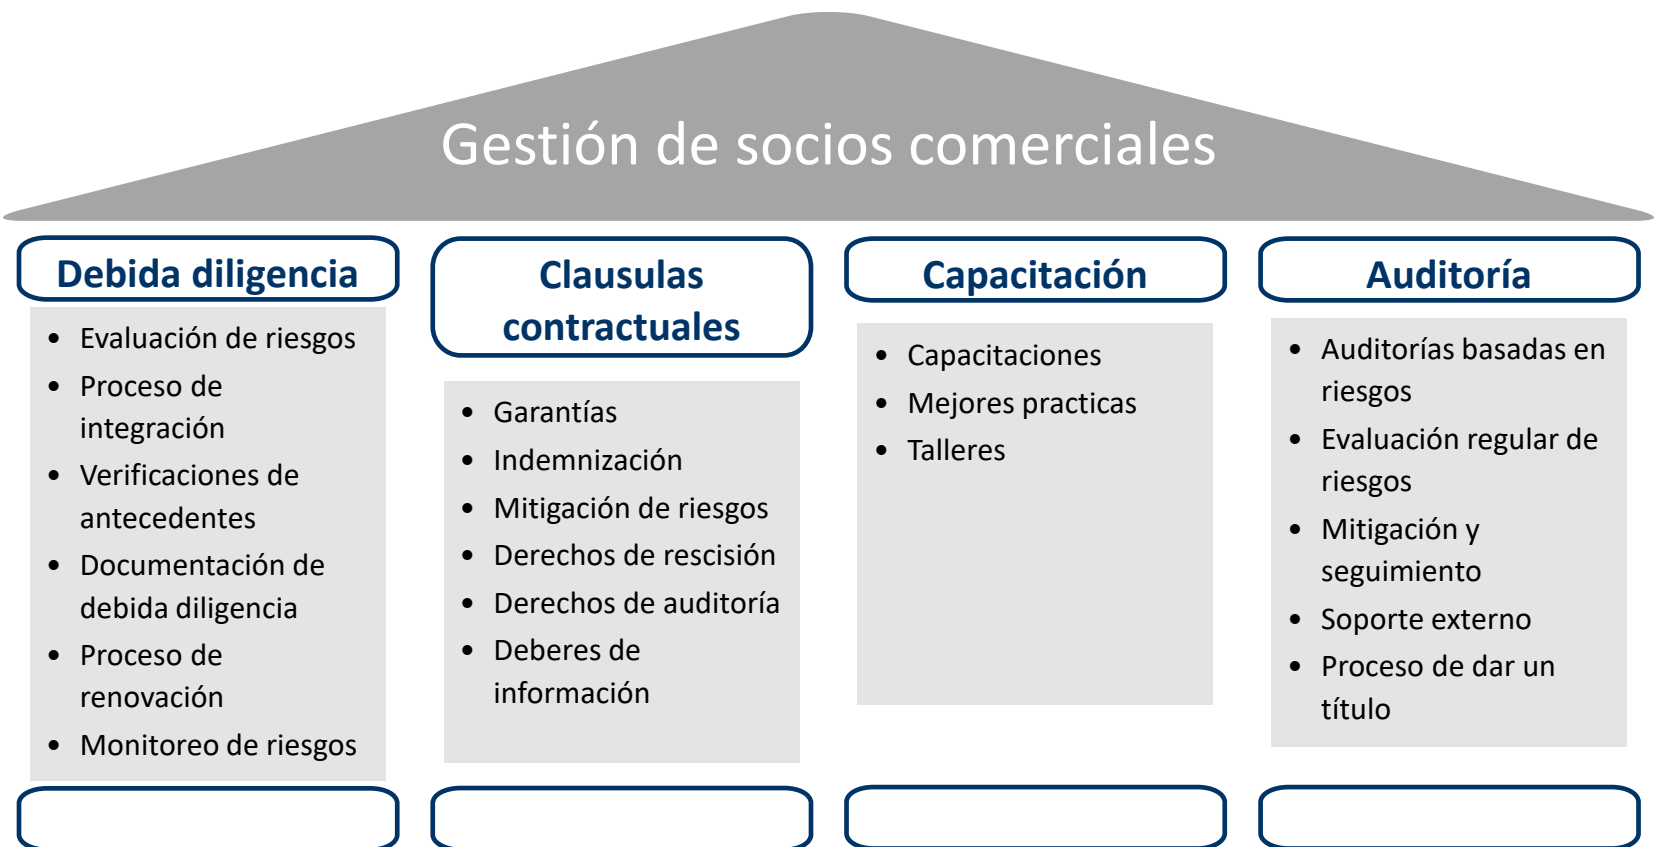 Gestión de socios comerciales
Debida diligencia
• Evaluación de riesgos
• Proceso de
integración
• Verificaciones de
antecedentes
• Documentación de
debida diligencia
• Proceso de
renovación
• Monitoreo de riesgos
Clausulas
contractuales
• Garantías
• Indemnización
• Mitigación de riesgos
• Derechos de rescisión
• Derechos de auditoría
• Deberes de
información
Capacitación
• Capacitaciones
• Mejores practicas
• Talleres
Auditoría
• Auditorías basadas en
riesgos
• Evaluación regular de
riesgos
• Mitigación y
seguimiento
• Soporte externo
• Proceso de dar un
título